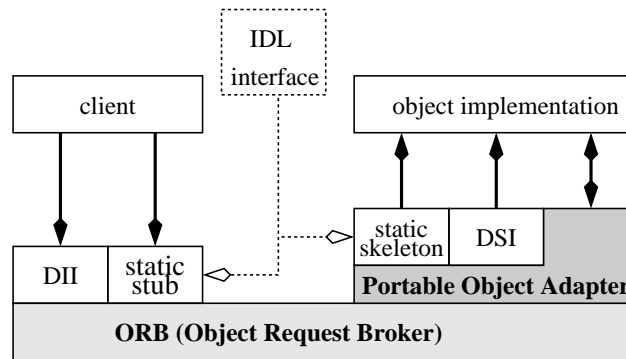 IDL
interface
client
object implementation
static
skeleton
DSI
DII
static
stub
Portable Object Adapter
ORB (Object Request Broker)